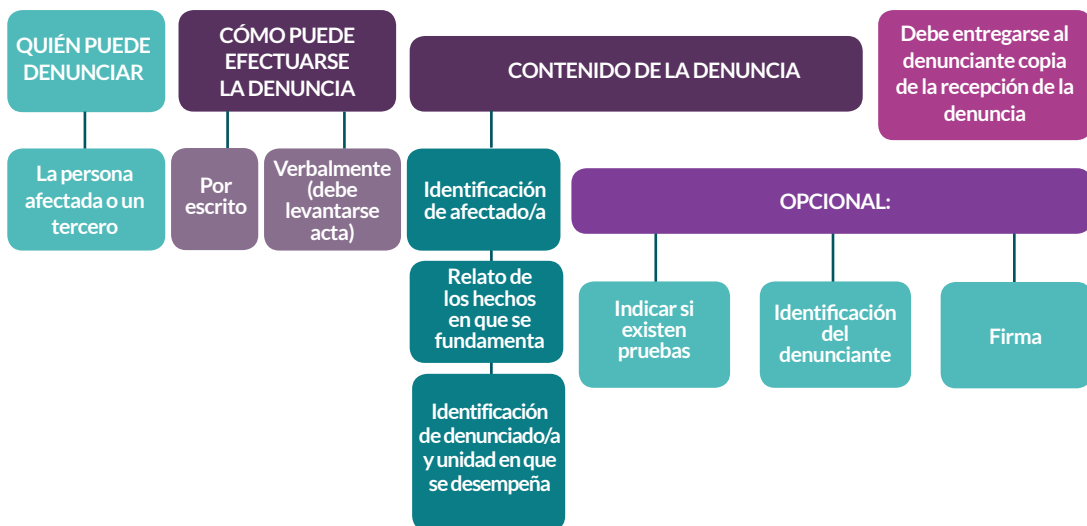 QUIÉN PUEDE
DENUNCIAR
CÓMO PUEDE
EFECTUARSE
LA DENUNCIA
CONTENIDO DE LA DENUNCIA
Debe entregarse al
denunciante copia
de la recepción de la
denuncia
La persona
afectada o un
tercero
Por
escrito
Verbalmente
(debe
levantarse
acta)
Identificación
de afectado/a
Relato de
los hechos
en que se
fundamenta
Identificación
de denunciado/a
y unidad en que
se desempeña
OPCIONAL:
Indicar si
existen
pruebas
Identificación
del
denunciante
Firma